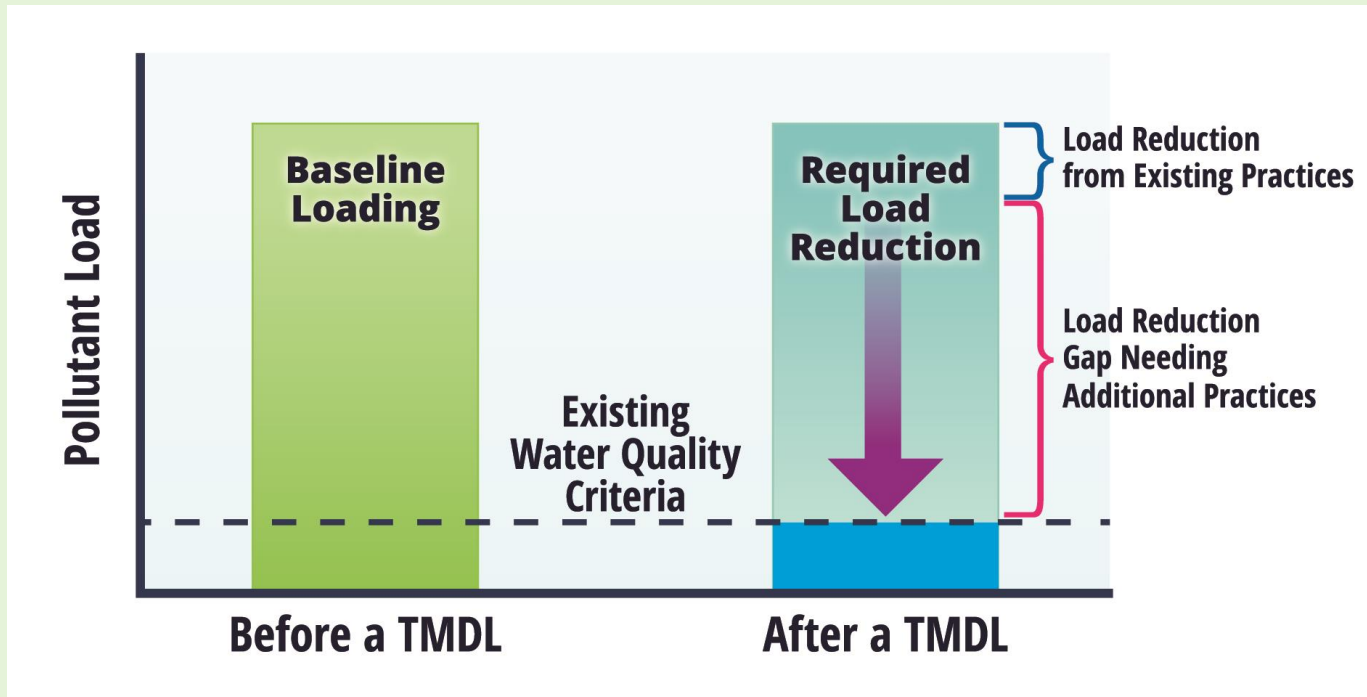 Pollutant Load
Baseline
Loading
Existing
Water Quality
Criteria
Required
Load
Reduction
Load Reduction
from Existing Practices
Load Reduction
Gap Needing
Additional Practices
Before a TMDL
After a TMDL